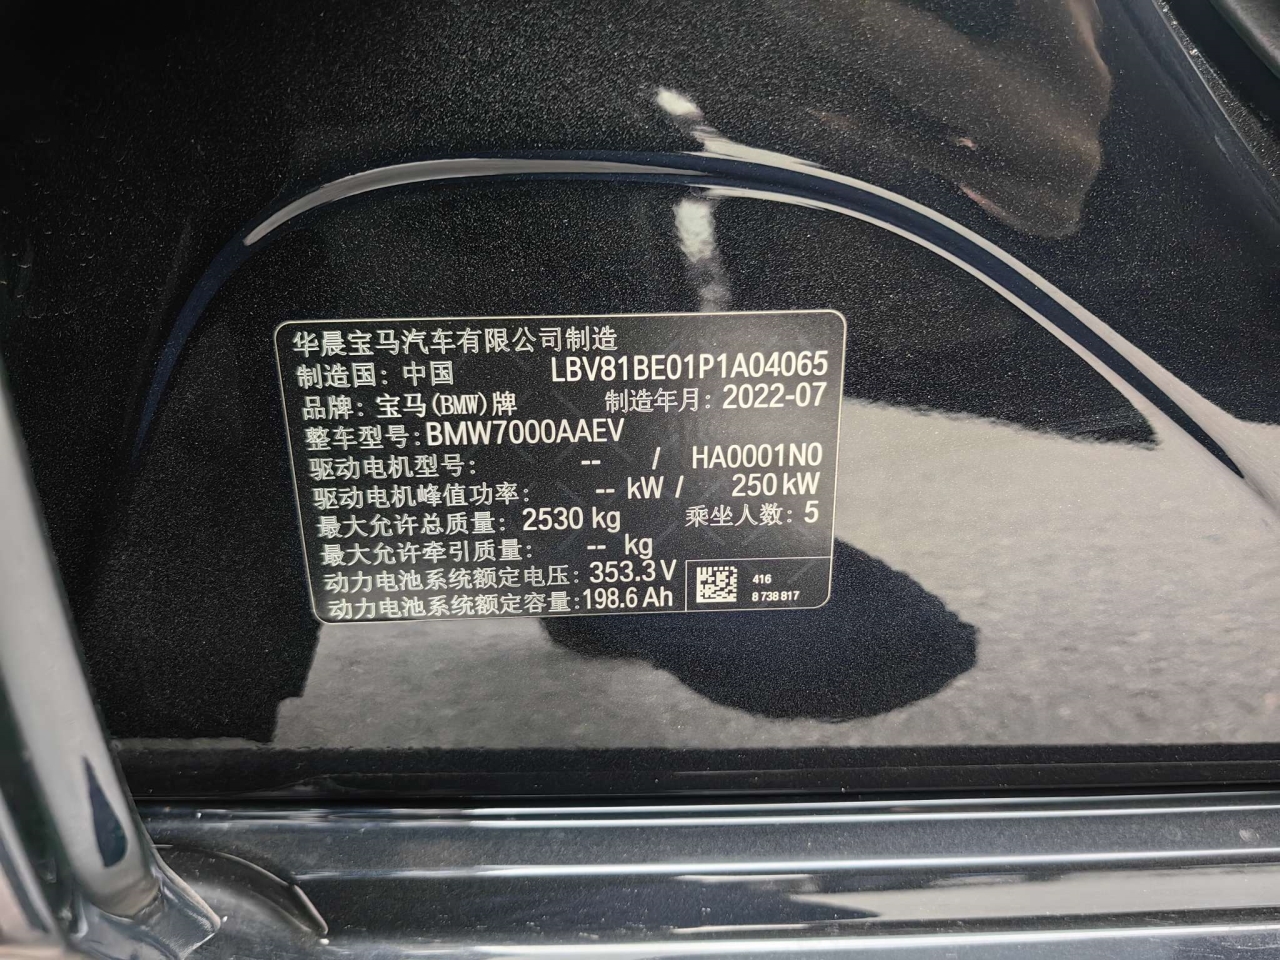 华晨宝马汽车有限公司制造
制造国: 中国 LBV81BE01P1A04065
品牌: 宝马(BMW)牌 制造年月: 2022-07
整车型号:BMW7000AAEV
驱动电机型号: -- / HA0001N0
驱动电机峰值功率: -- kW / 250 kW
最大允许总质量: 2530 kg 乘坐人数: 5
最大允许牵引质量: -- kg
动力电池系统额定电压: 353.3 V
动力电池系统额定容量:198.6 Ah
416
8 738 817